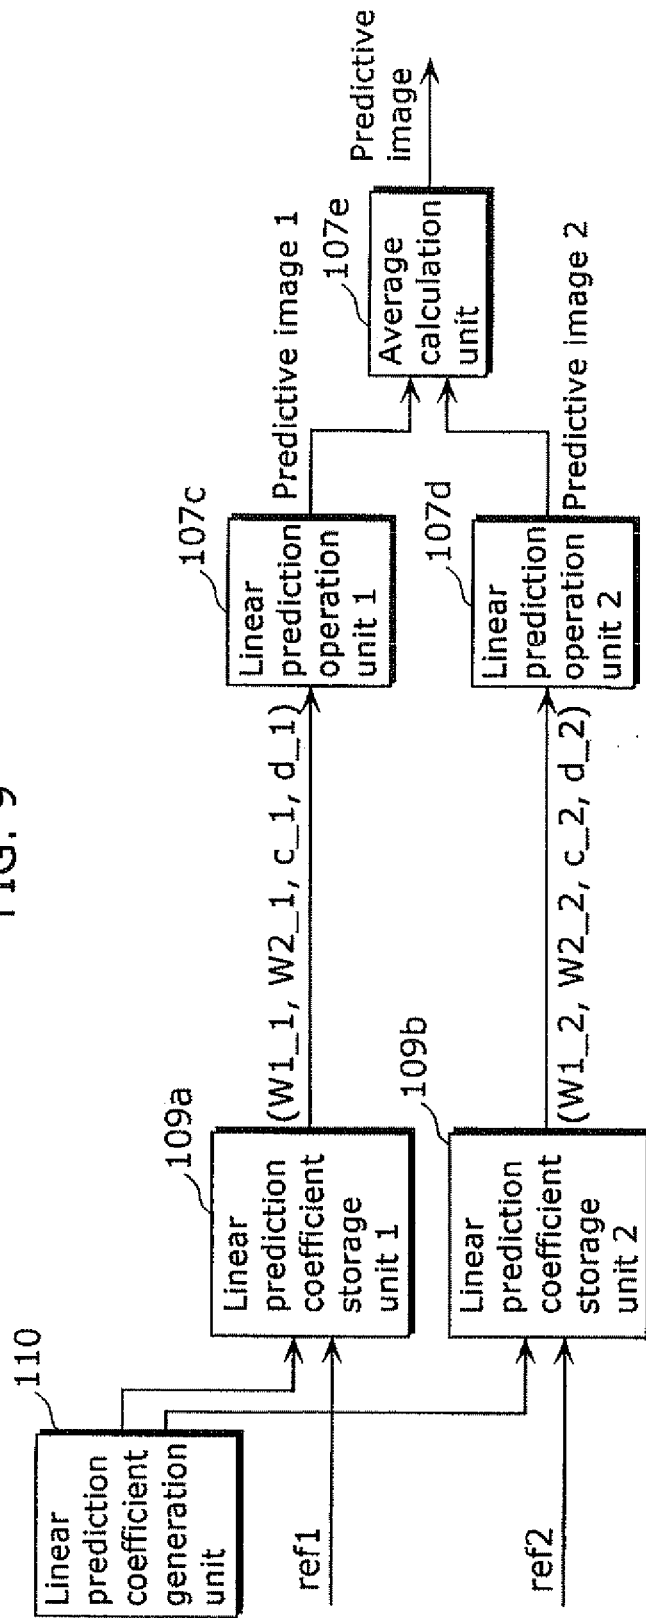 FIG. 9
110
Linear
prediction
coefficient
generation
unit
ref1
ref2
109a
Linear
prediction
coefficient
storage
unit 1
109b
Linear
prediction
coefficient
storage
unit 2
(W1_1, W2_1, c_1, d_1)
(W1_2, W2_2, c_2, d_2)
107c
Linear
prediction
operation
unit 1
107d
Linear
prediction
operation
unit 2
Predictive image 1
Predictive image 2
107e
Average
calculation
unit
Predictive
image